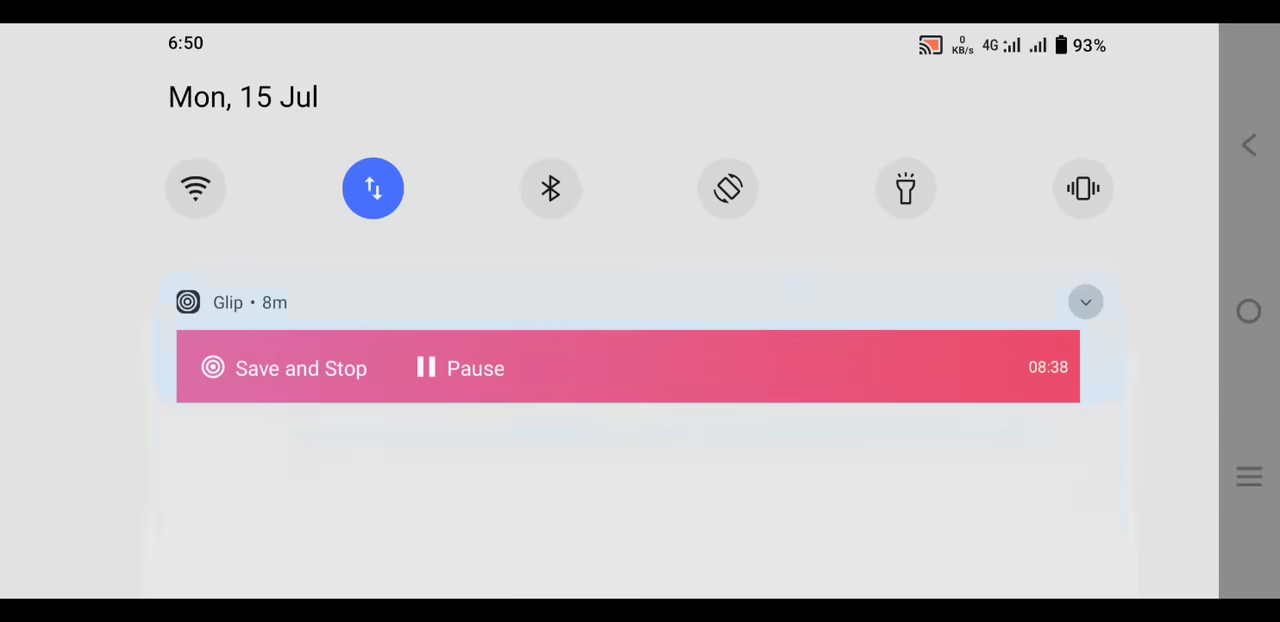 6:50
0 KB/s 4G 93%
Mon, 15 Jul
Glip • 8m
Save and Stop Pause 08:38